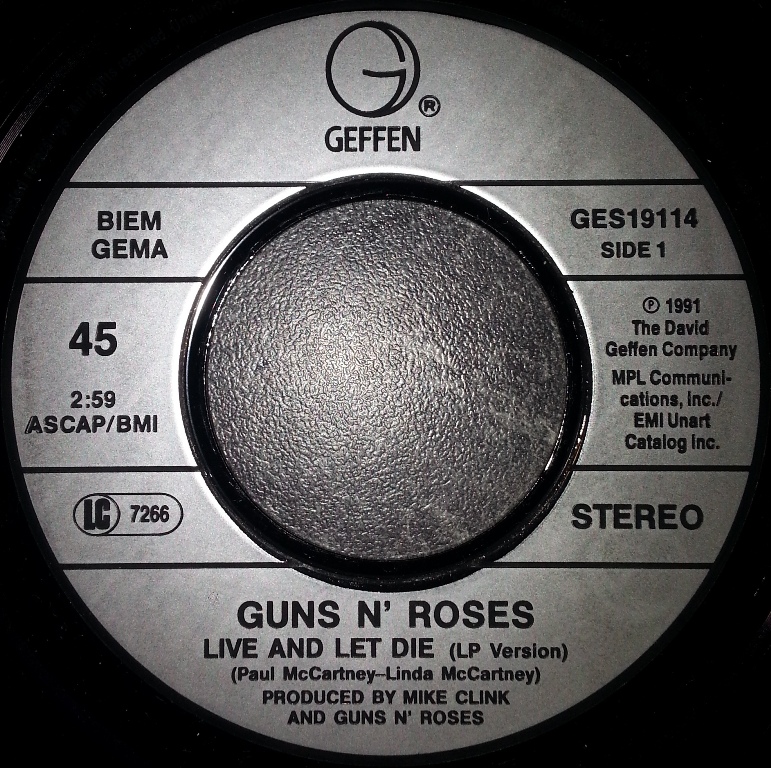 G ®
GEFFEN
BIEM
GEMA
GES19114
SIDE 1
45
2:59
ASCAP/BMI
℗ 1991
The David
Geffen Company
MPL Communi-
cations, Inc./
EMI Unart
Catalog Inc.
LC 7266
STEREO
GUNS N' ROSES
LIVE AND LET DIE (LP Version)
(Paul McCartney–Linda McCartney)
PRODUCED BY MIKE CLINK
AND GUNS N' ROSES